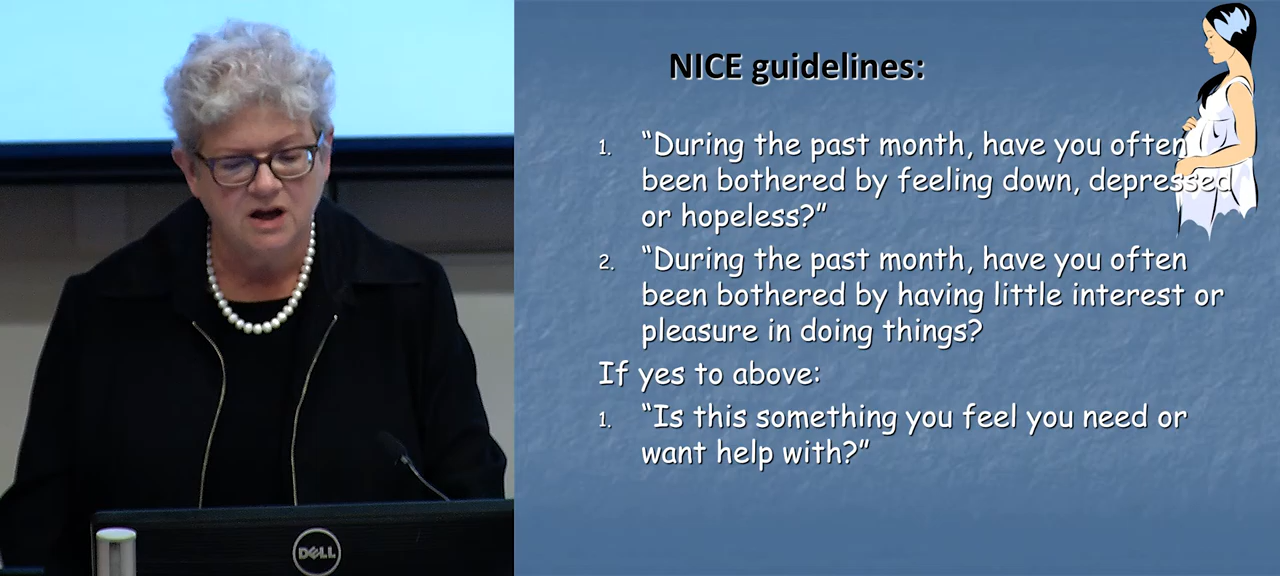 NICE guidelines:
1. “During the past month, have you often
been bothered by feeling down, depressed
or hopeless?”
2. “During the past month, have you often
been bothered by having little interest or
pleasure in doing things?
If yes to above:
1. “Is this something you feel you need or
want help with?”
DELL